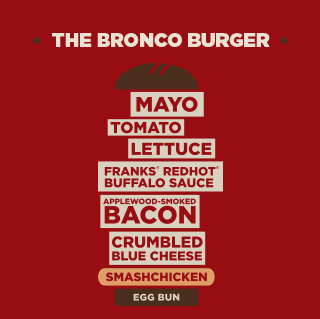 THE BRONCO BURGER
MAYO
TOMATO
LETTUCE
FRANKS® REDHOT®
BUFFALO SAUCE
APPLEWOOD-SMOKED
BACON
CRUMBLED
BLUE CHEESE
SMASHCHICKEN
EGG BUN